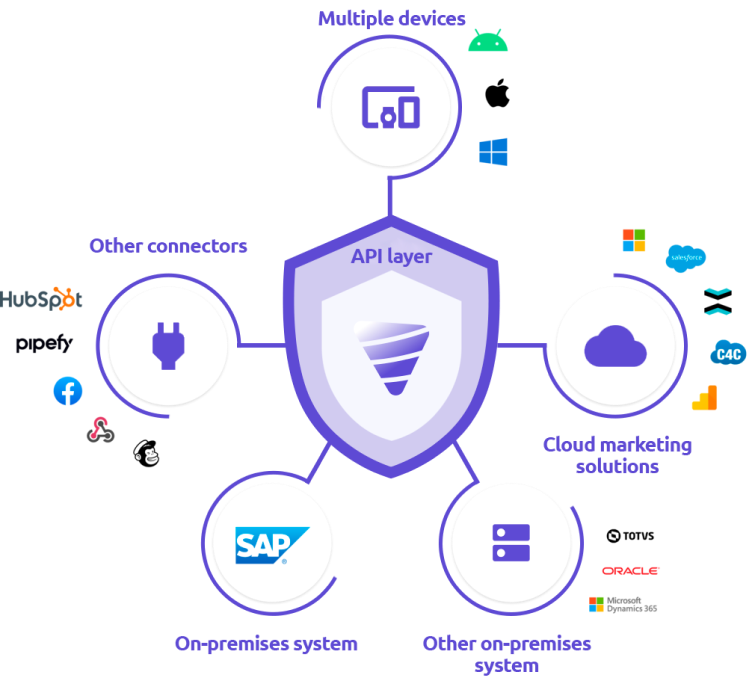 Multiple devices
API layer
Other connectors
HubSpot
pipefy
salesforce
C4C
Cloud marketing
solutions
SAP
On-premises system
Other on-premises
system
TOTVS
ORACLE
Microsoft
Dynamics 365